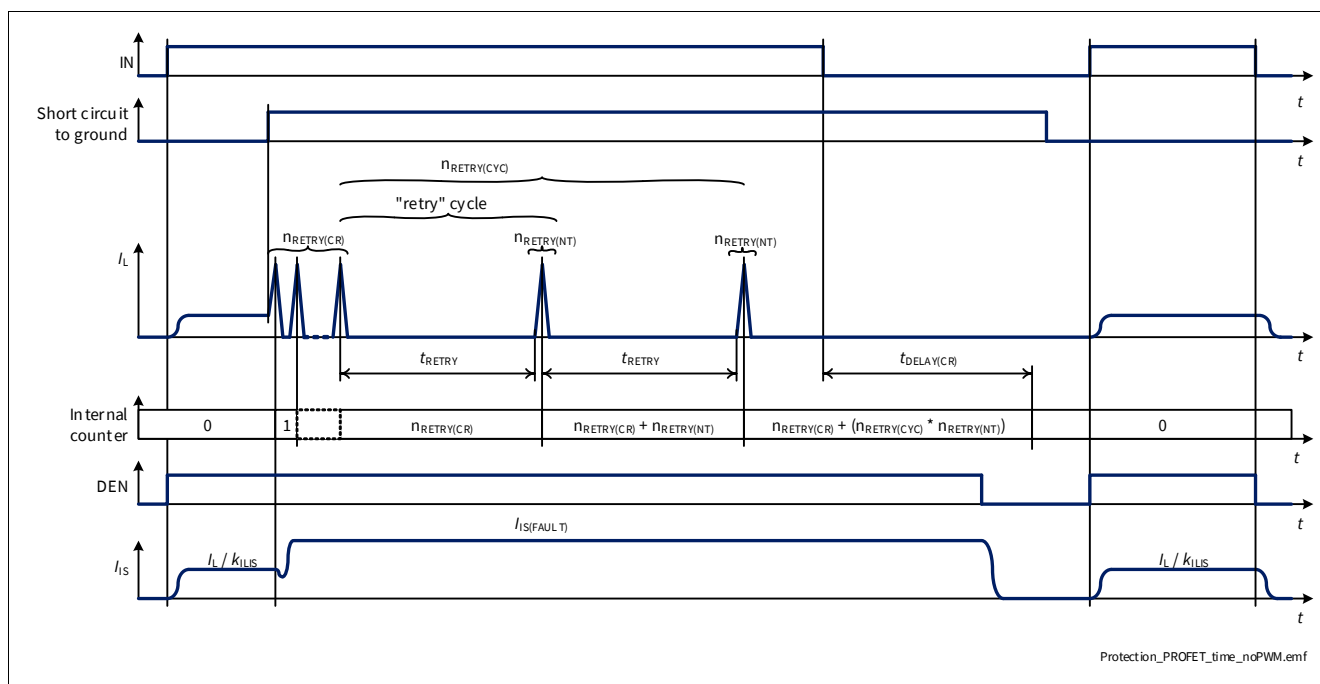 IN
t
Short circuit
to ground
t
nRETRY(CYC)
"retry" cycle
nRETRY(CR)
nRETRY(NT)
nRETRY(NT)
IL
t
tRETRY
tRETRY
tDELAY(CR)
Internal
counter
0
1
nRETRY(CR)
nRETRY(CR) + nRETRY(NT)
nRETRY(CR) + (nRETRY(CYC) * nRETRY(NT))
0
t
DEN
t
IIS(FAULT)
IIS
IL / kILIS
IL / kILIS
t
Protection_PROFET_time_noPWM.emf